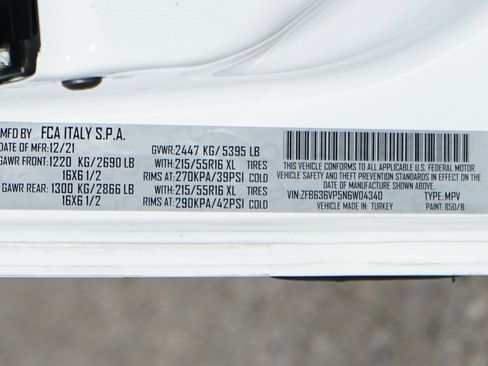 MFD BY FCA ITALY S.P.A.
DATE OF MFR:12/21 GVWR:2447 KG/ 5395 LB
GAWR FRONT:1220 KG/2690 LB WITH:215/55R16 XL TIRES
16X6 1/2 RIMS AT:270KPA/39PSI COLD
GAWR REAR: 1300 KG/2866 LB WITH:215/55R16 XL TIRES
16X6 1/2 RIMS AT:290KPA/42PSI COLD
THIS VEHICLE CONFORMS TO ALL APPLICABLE U.S. FEDERAL MOTOR
VEHICLE SAFETY AND THEFT PREVENTION STANDARDS IN EFFECT ON THE
DATE OF MANUFACTURE SHOWN ABOVE.
VIN:ZFB636VP5N6W04340 TYPE: MPV
VEHICLE MADE IN: TURKEY PAINT: 850/B